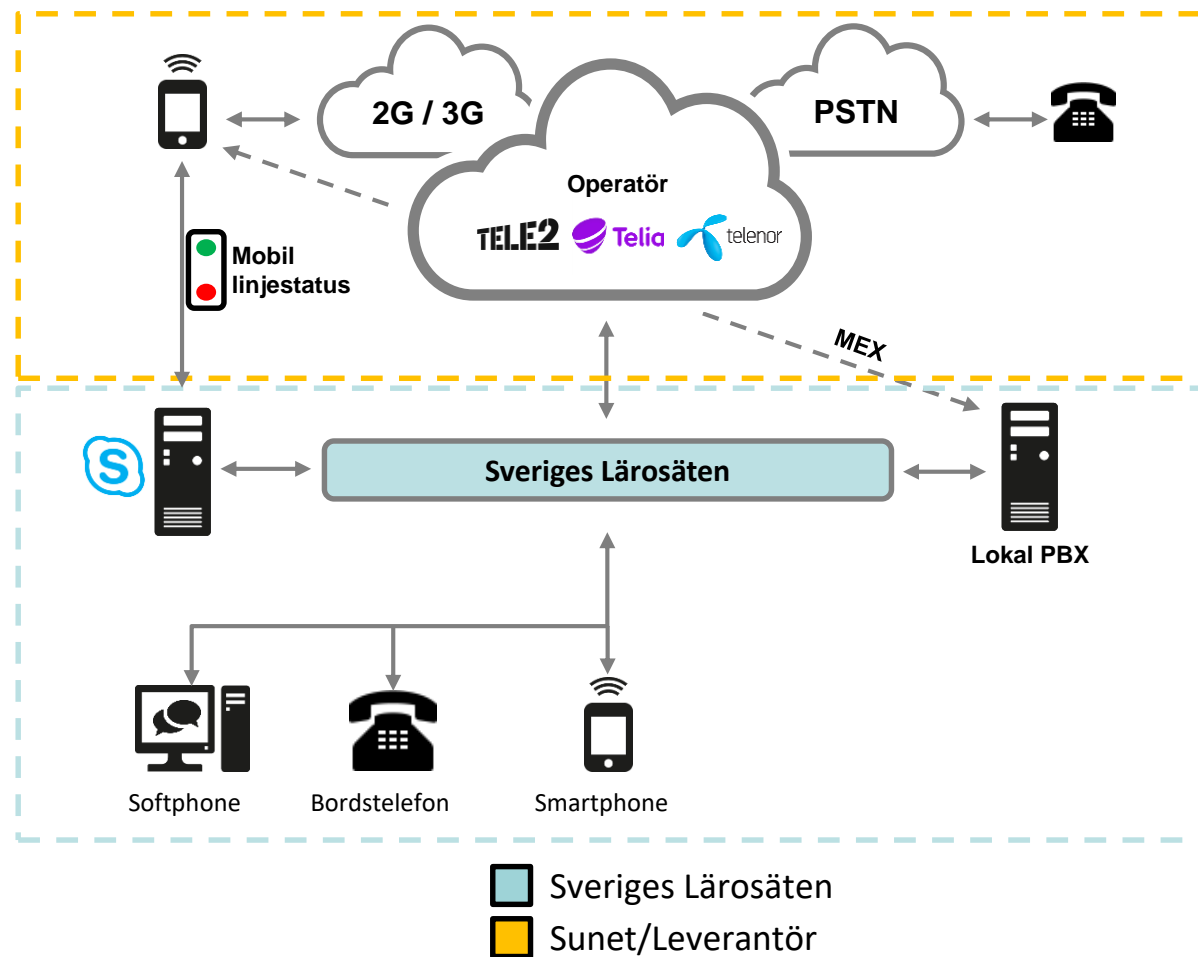 2G / 3G
PSTN
Operatör
TELE2 Telia telenor
Mobil
linjestatus
MEX
S
Sveriges Lärosäten
Lokal PBX
Softphone
Bordstelefon
Smartphone
Sveriges Lärosäten
Sunet/Leverantör